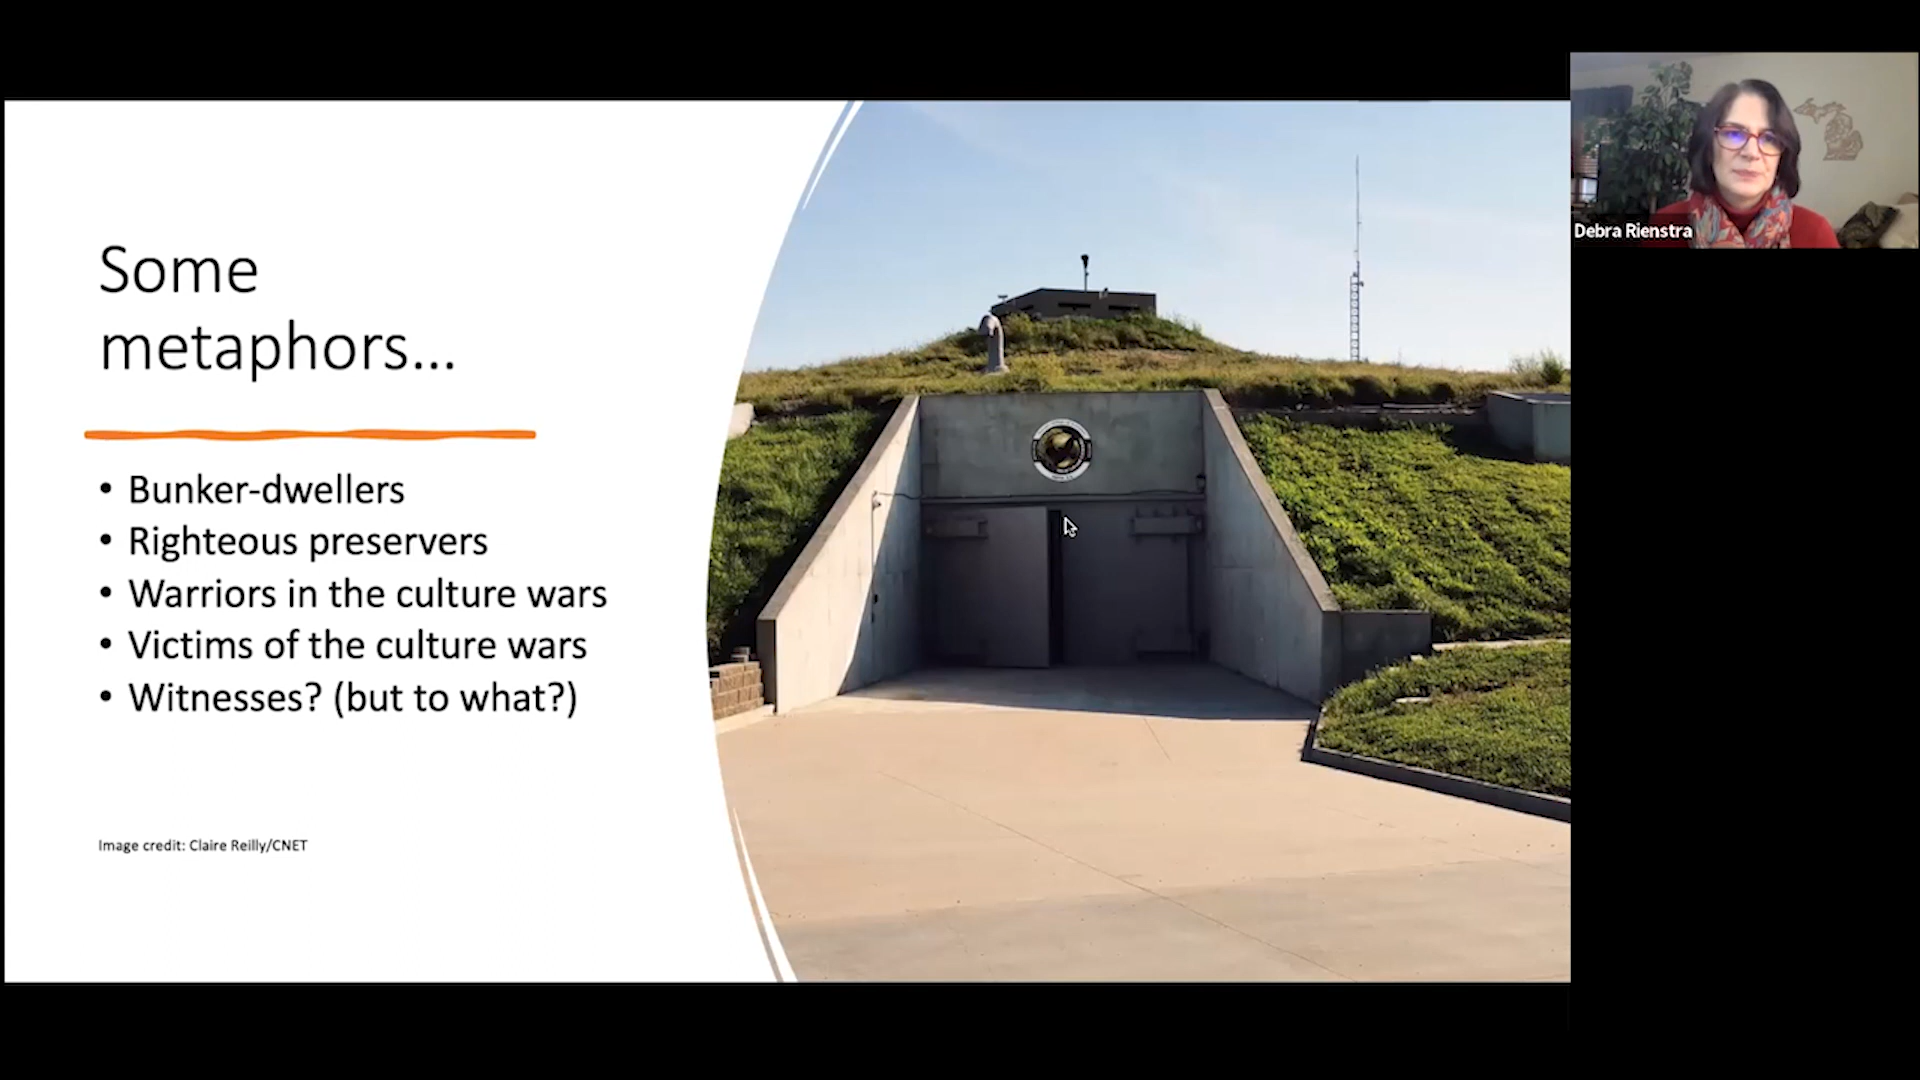 Some
metaphors...
• Bunker-dwellers
• Righteous preservers
• Warriors in the culture wars
• Victims of the culture wars
• Witnesses? (but to what?)
Image credit: Claire Reilly/CNET
Debra Rienstra